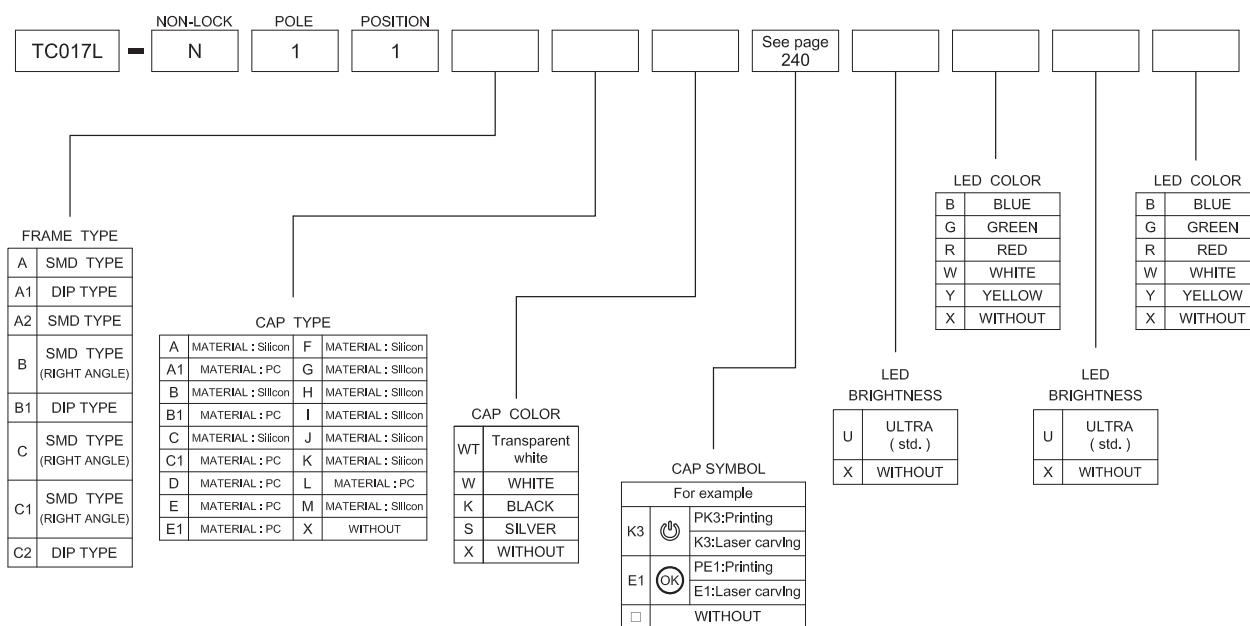 NON-LOCK POLE POSITION
TC017L - N 1 1 See page
240
FRAME TYPE
A SMD TYPE
A1 DIP TYPE
A2 SMD TYPE
B SMD TYPE
(RIGHT ANGLE)
B1 DIP TYPE
C SMD TYPE
(RIGHT ANGLE)
C1 SMD TYPE
(RIGHT ANGLE)
C2 DIP TYPE
CAP TYPE
A MATERIAL : Silicon F MATERIAL : Silicon
A1 MATERIAL : PC G MATERIAL : Silicon
B MATERIAL : Silicon H MATERIAL : Silicon
B1 MATERIAL : PC I MATERIAL : Silicon
C MATERIAL : Silicon J MATERIAL : Silicon
C1 MATERIAL : PC K MATERIAL : Silicon
D MATERIAL : PC L MATERIAL : PC
E MATERIAL : PC M MATERIAL : Silicon
E1 MATERIAL : PC X WITHOUT
CAP COLOR
WT Transparent
white
W WHITE
K BLACK
S SILVER
X WITHOUT
CAP SYMBOL
For example
K3 PK3:Printing
K3:Laser carving
E1 OK PE1:Printing
E1:Laser carving
□ WITHOUT
LED
BRIGHTNESS
U ULTRA
( std. )
X WITHOUT
LED COLOR
B BLUE
G GREEN
R RED
W WHITE
Y YELLOW
X WITHOUT
LED
BRIGHTNESS
U ULTRA
( std. )
X WITHOUT
LED COLOR
B BLUE
G GREEN
R RED
W WHITE
Y YELLOW
X WITHOUT